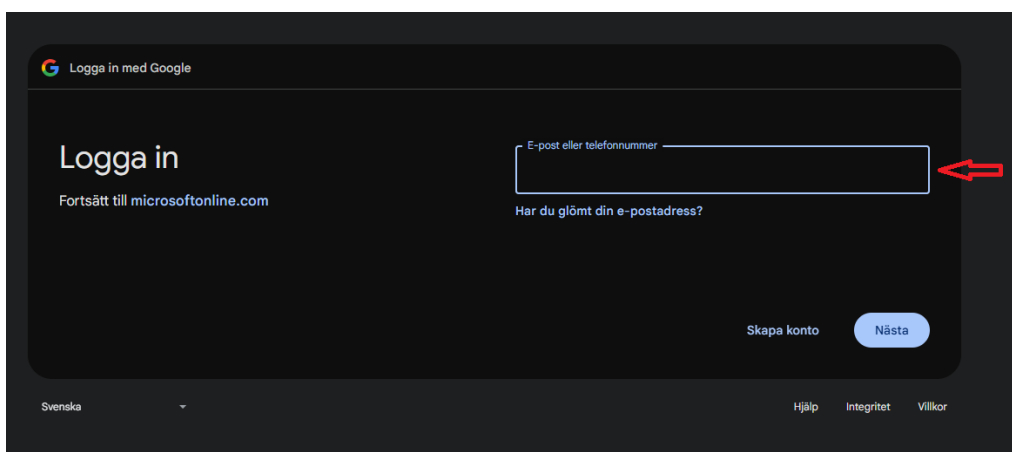 Logga in med Google
Logga in
Fortsätt till microsoftonline.com
E-post eller telefonnummer
Har du glömt din e-postadress?
Skapa konto
Nästa
Svenska
Hjälp
Integritet
Villkor